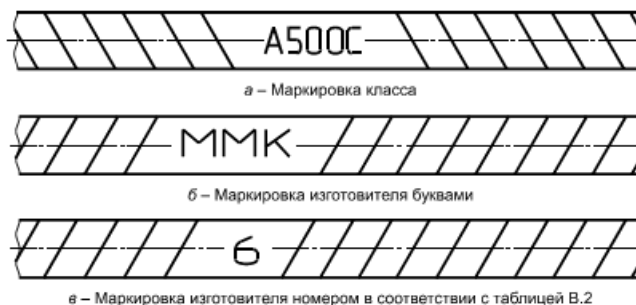 А500С
а – Маркировка класса
ММК
б – Маркировка изготовителя буквами
6
в – Маркировка изготовителя номером в соответствии с таблицей В.2